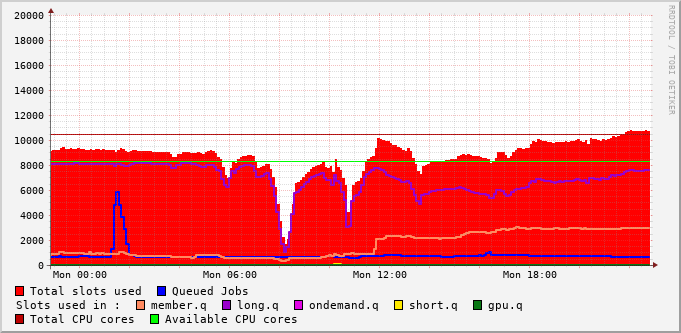 20000
18000
16000
14000
12000
10000
8000
6000
4000
2000
0
Mon 00:00 Mon 06:00 Mon 12:00 Mon 18:00
Total slots used Queued Jobs
Slots used in : member.q long.q ondemand.q short.q gpu.q
Total CPU cores Available CPU cores
RRDTOOL / TOBI OETIKER